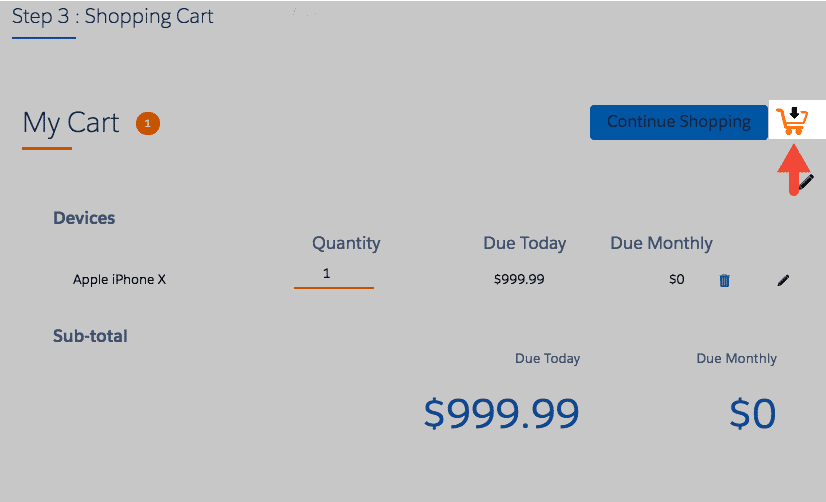 Step 3 : Shopping Cart
My Cart 1
Continue Shopping
Devices
Quantity Due Today Due Monthly
Apple iPhone X 1 $999.99 $0
Sub-total
Due Today Due Monthly
$999.99 $0